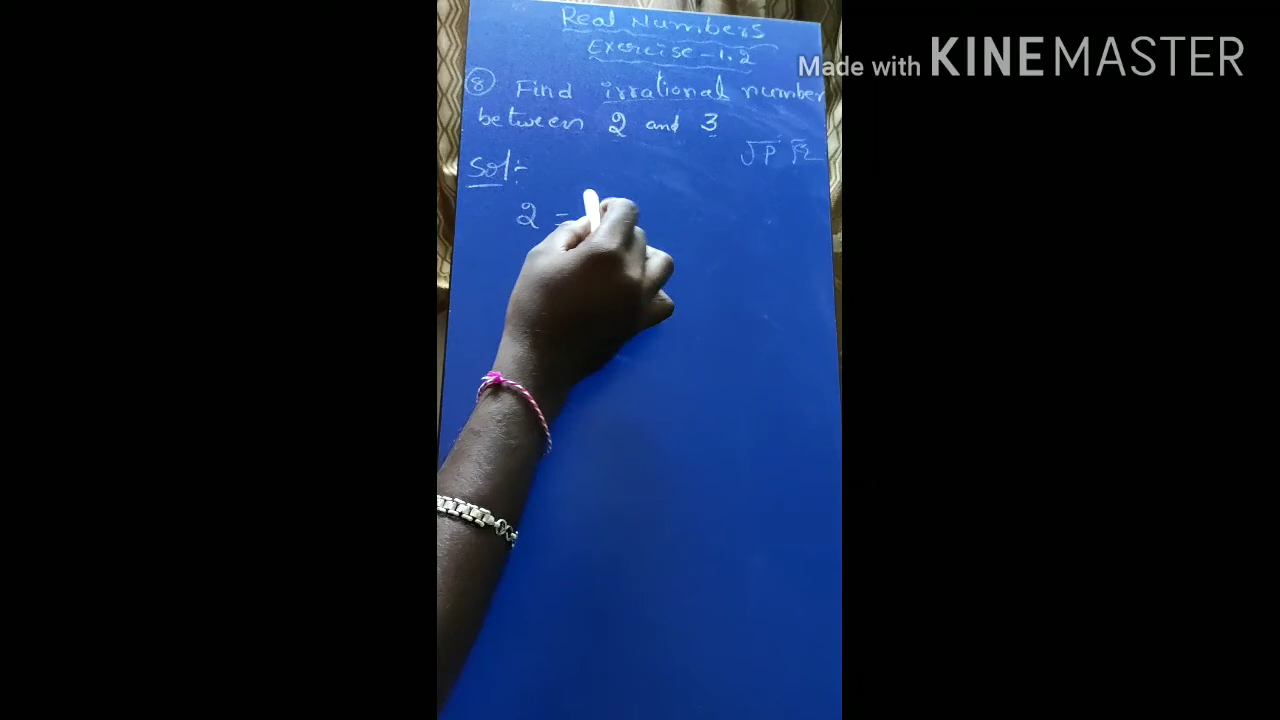 Real Numbers
Made with KINEMASTER
Exercise - 1.2
⑧ Find irrational number
between 2 and 3
√P √2
Sol:-
2 =